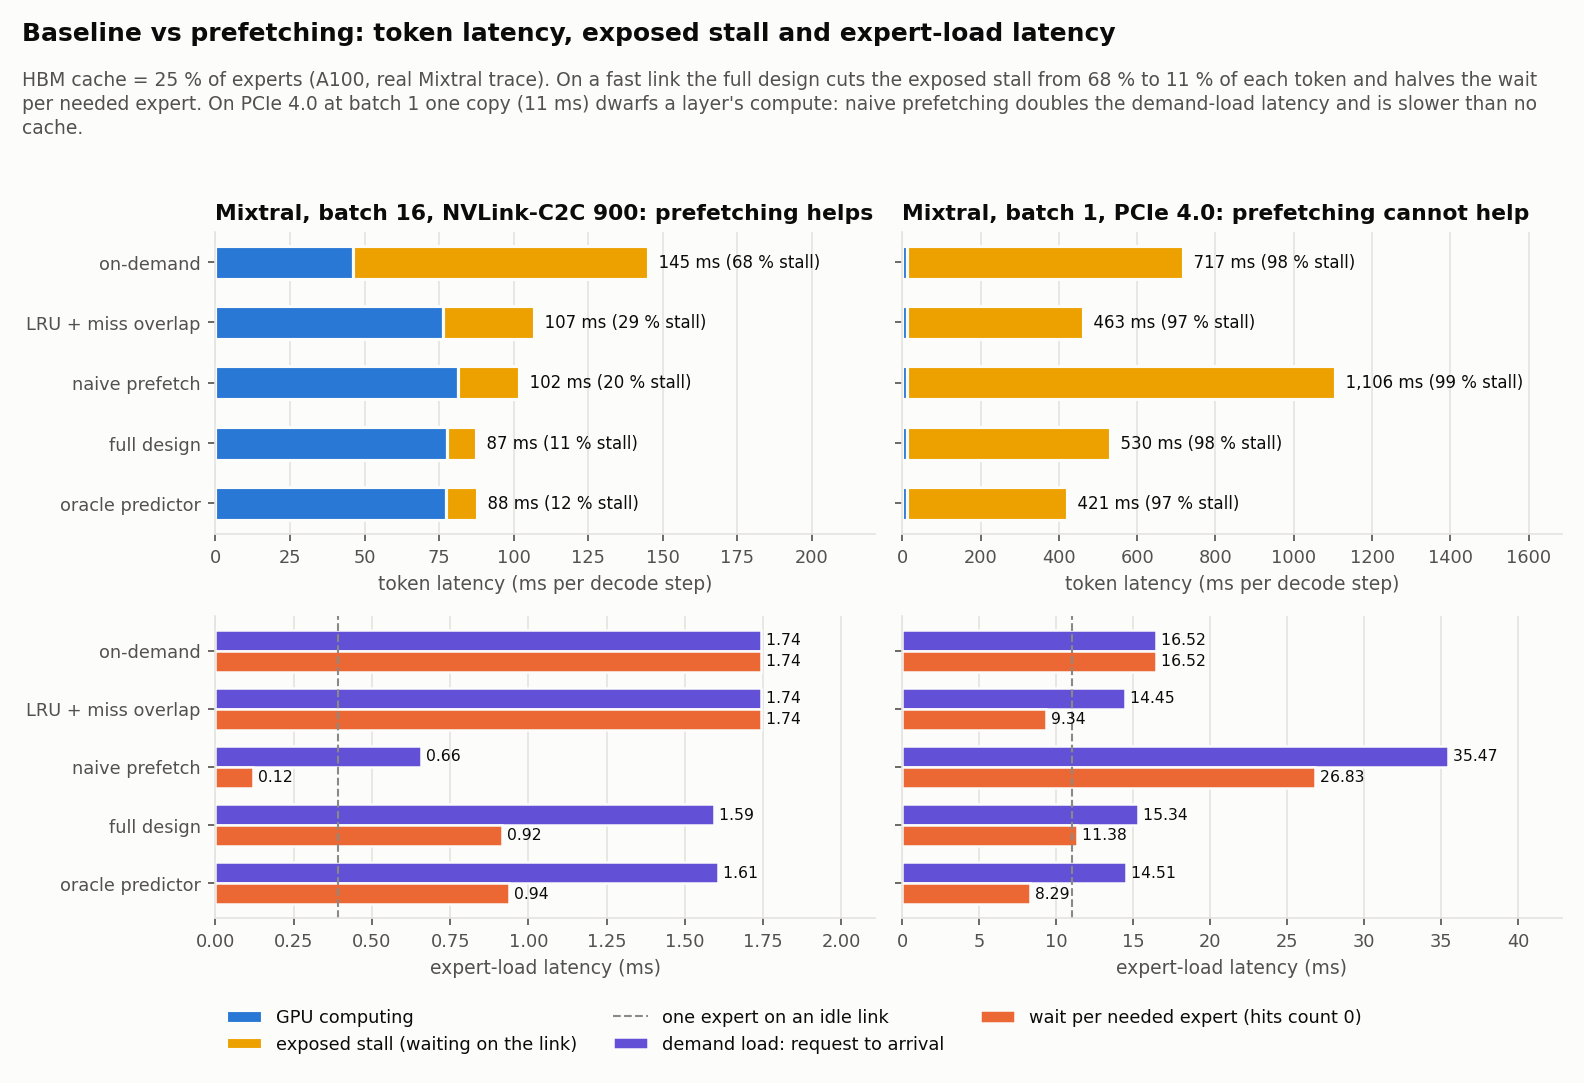 Baseline vs prefetching: token latency, exposed stall and expert-load latency
HBM cache = 25 % of experts (A100, real Mixtral trace). On a fast link the full design cuts the exposed stall from 68 % to 11 % of each token and halves the wait
per needed expert. On PCIe 4.0 at batch 1 one copy (11 ms) dwarfs a layer's compute: naive prefetching doubles the demand-load latency and is slower than no
cache.
Mixtral, batch 16, NVLink-C2C 900: prefetching helps
on-demand
145 ms (68 % stall)
LRU + miss overlap
107 ms (29 % stall)
naive prefetch
102 ms (20 % stall)
full design
87 ms (11 % stall)
oracle predictor
88 ms (12 % stall)
0 25 50 75 100 125 150 175 200
token latency (ms per decode step)
Mixtral, batch 1, PCIe 4.0: prefetching cannot help
717 ms (98 % stall)
463 ms (97 % stall)
1,106 ms (99 % stall)
530 ms (98 % stall)
421 ms (97 % stall)
0 200 400 600 800 1000 1200 1400 1600
token latency (ms per decode step)
on-demand
1.74
1.74
LRU + miss overlap
1.74
1.74
naive prefetch
0.66
0.12
full design
1.59
0.92
oracle predictor
1.61
0.94
0.00 0.25 0.50 0.75 1.00 1.25 1.50 1.75 2.00
expert-load latency (ms)
16.52
16.52
14.45
9.34
35.47
26.83
15.34
11.38
14.51
8.29
0 5 10 15 20 25 30 35 40
expert-load latency (ms)
GPU computing
exposed stall (waiting on the link)
one expert on an idle link
demand load: request to arrival
wait per needed expert (hits count 0)